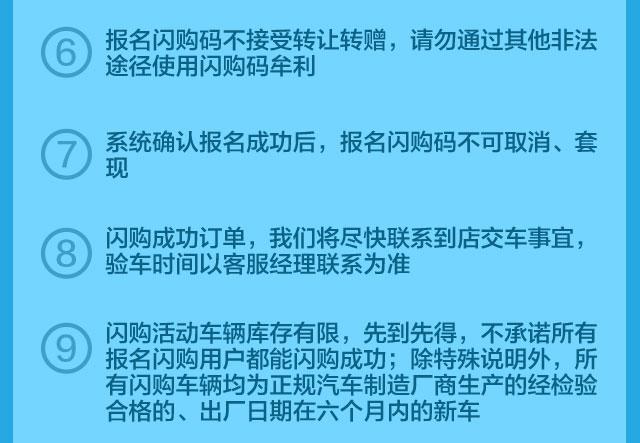 6 报名闪购码不接受转让转赠，请勿通过其他非法
途径使用闪购码牟利
7 系统确认报名成功后，报名闪购码不可取消、套
现
8 闪购成功订单，我们将尽快联系到店交车事宜，
验车时间以客服经理联系为准
9 闪购活动车辆库存有限，先到先得，不承诺所有
报名闪购用户都能闪购成功；除特殊说明外，所
有闪购车辆均为正规汽车制造厂商生产的经检验
合格的、出厂日期在六个月内的新车